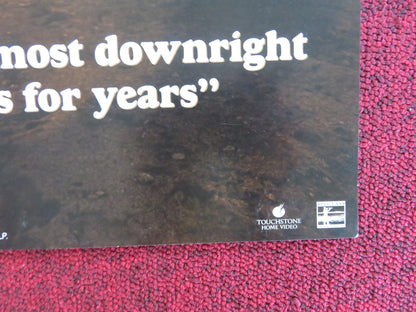 most downright
s for years”
L.P.
TOUCHSTONE
HOME VIDEO